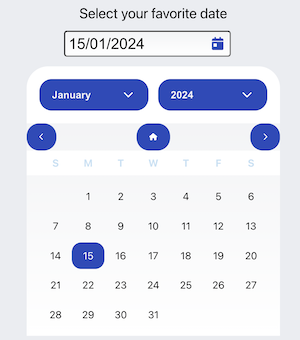 Select your favorite date
15/01/2024
January 2024
S M T W T F S
1 2 3 4 5 6
7 8 9 10 11 12 13
14 15 16 17 18 19 20
21 22 23 24 25 26 27
28 29 30 31